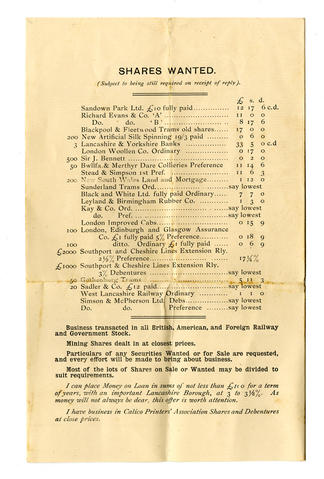 SHARES WANTED.
(Subject to being still required on receipt of reply).
£ s. d.
Sandown Park Ltd. £10 fully paid ............ 12 17 6 c.d.
Richard Evans & Co. 'A' ............ 11 0 0
Do. do. 'B' ............ 8 17 6
Blackpool & Fleetwood Trams old shares ...... 17 0 0
200 New Artificial Silk Spinning 19/3 paid ...... 0 6 0
3 Lancashire & Yorkshire Banks ............ 33 5 0 c.d.
London Woollen Co. Ordinary ............ 0 1 0
500 Sir J. Bennett ............ 0 2 0
50 Bwllfa & Merthyr Dare Collieries Preference 11 14 6
Stead & Simpson 1st Pref. ............ 11 6 3
200 New South Wales Land and Mortgage ......... 1 12 0
Sunderland Trams Ord. ............ say lowest
Black and White Ltd. fully paid Ordinary ...... 7 7 0
Leyland & Birmingham Rubber Co. ............ 1 3 0
Kay & Co. Ord. ............ say lowest
do. Pref. ............ say lowest
London Improved Cabs ............ 0 15 9
100 London, Edinburgh and Glasgow Assurance
Co. £1 fully paid 5% Preference ............ 0 18 9
100 ditto. Ordinary £1 fully paid ...... 0 6 9
£2000 Southport and Cheshire Lines Extension Rly.
2½% Preference ............
£1000 Southport & Cheshire Lines Extension Rly.
3% Debentures ............ say lowest
50 Gothenburg Trams ............ 5 11 3
20 Sadler & Co. £12 paid ............ say lowest
West Lancashire Railway Ordinary ............ 1 1 0
Simson & McPherson Ltd. Debs. ............ say lowest
Do. do. Preference ...... say lowest
Business transacted in all British, American, and Foreign Railway
and Government Stock.
Mining Shares dealt in at closest prices.
Particulars of any Securities Wanted or for Sale are requested,
and every effort will be made to bring about business.
Most of the lots of Shares on Sale or Wanted may be divided to
suit requirements.
I can place Money on Loan in sums of not less than £10 for a term
of years, with an important Lancashire Borough, at 3 to 3⅜%. As
money will not always be dear, this offer is worth attention.
I have business in Calico Printers' Association Shares and Debentures
at close prices.